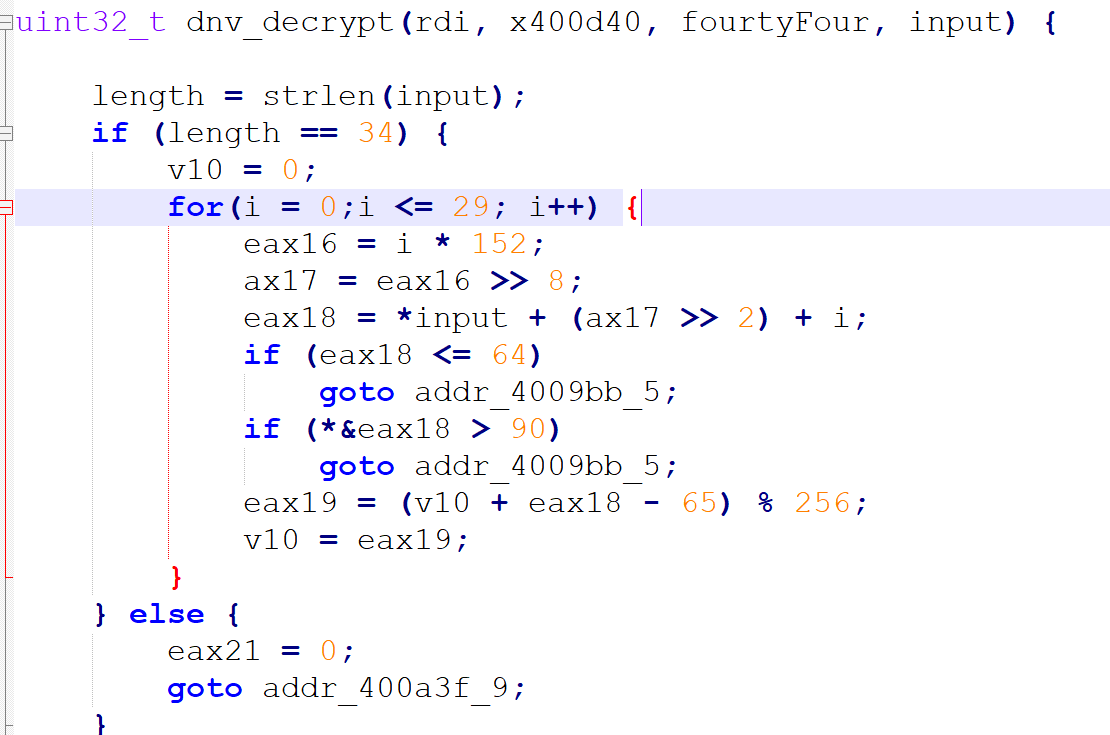 uint32_t dnv_decrypt(rdi, x400d40, fourtyFour, input) {
length = strlen(input);
if (length == 34) {
v10 = 0;
for(i = 0;i <= 29; i++) {
eax16 = i * 152;
ax17 = eax16 >> 8;
eax18 = *input + (ax17 >> 2) + i;
if (eax18 <= 64)
goto addr_4009bb_5;
if (*&eax18 > 90)
goto addr_4009bb_5;
eax19 = (v10 + eax18 - 65) % 256;
v10 = eax19;
}
} else {
eax21 = 0;
goto addr_400a3f_9;
}